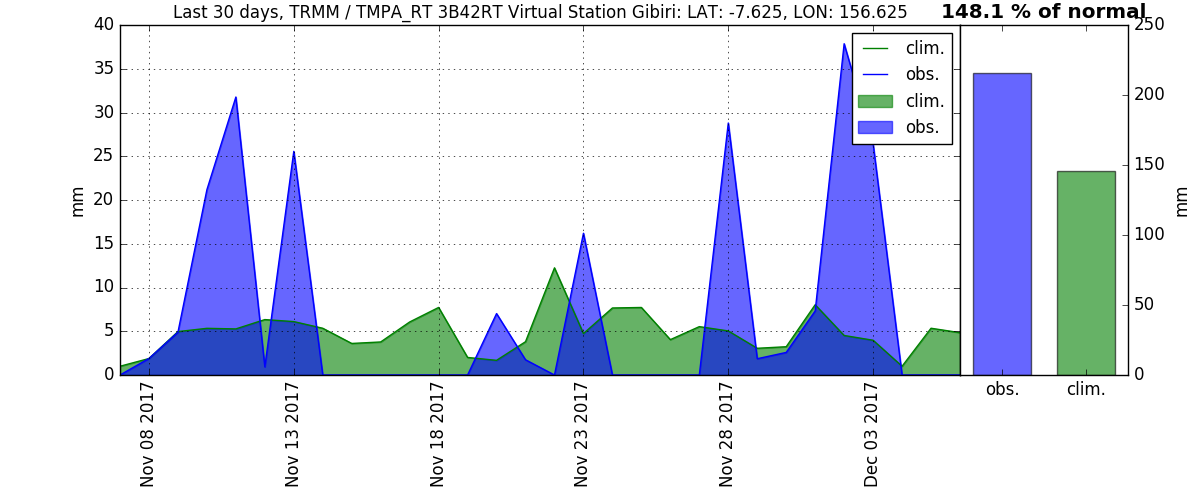 Last 30 days, TRMM / TMPA_RT 3B42RT Virtual Station Gibiri: LAT: -7.625, LON: 156.625
148.1 % of normal
40
35
30
25
20
15
10
5
0
mm
clim.
obs.
clim.
obs.
Nov 08 2017
Nov 13 2017
Nov 18 2017
Nov 23 2017
Nov 28 2017
Dec 03 2017
250
200
150
100
50
0
mm
obs.
clim.